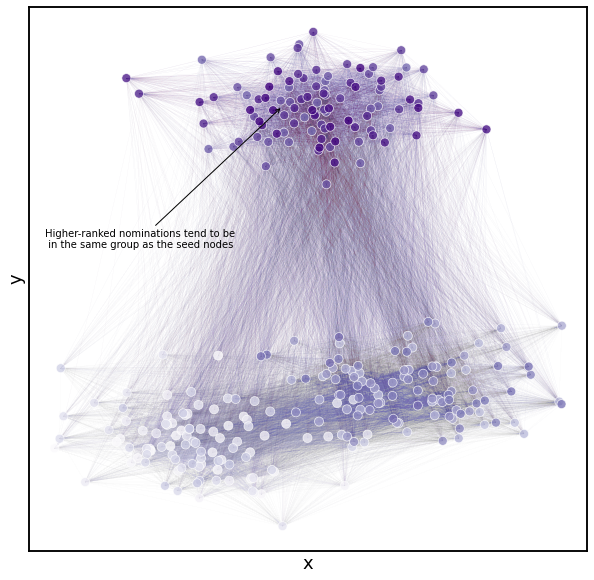 Higher-ranked nominations tend to be
in the same group as the seed nodes
y
x